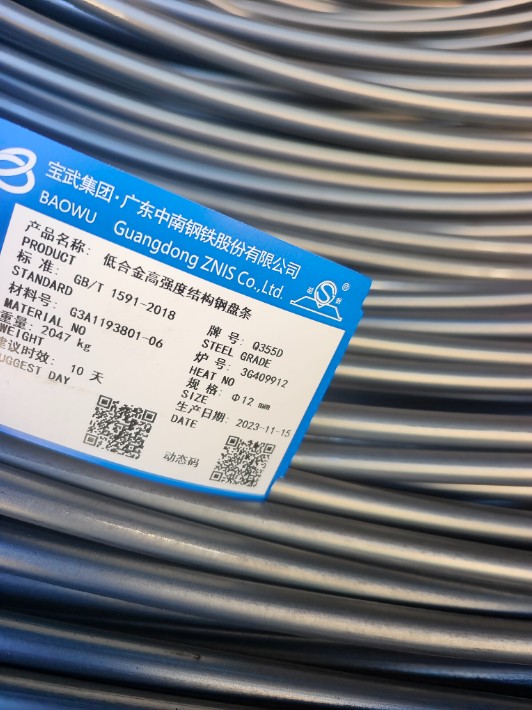 宝武集团·广东中南钢铁股份有限公司
BAOWU Guangdong ZNIS Co.,Ltd.
产品名称: 低合金高强度结构钢盘条
PRODUCT
标 准: GB/T 1591-2018
STANDARD
材料号: G3A1193801-06
MATERIAL NO
重量: 2047 kg
WEIGHT
建议时效: 10 天
SUGGEST DAY
牌 号: Q355D
STEEL GRADE
炉 号: 3G409912
HEAT NO
规 格: Φ12 mm
SIZE
生产日期: 2023-11-15
DATE
动态码